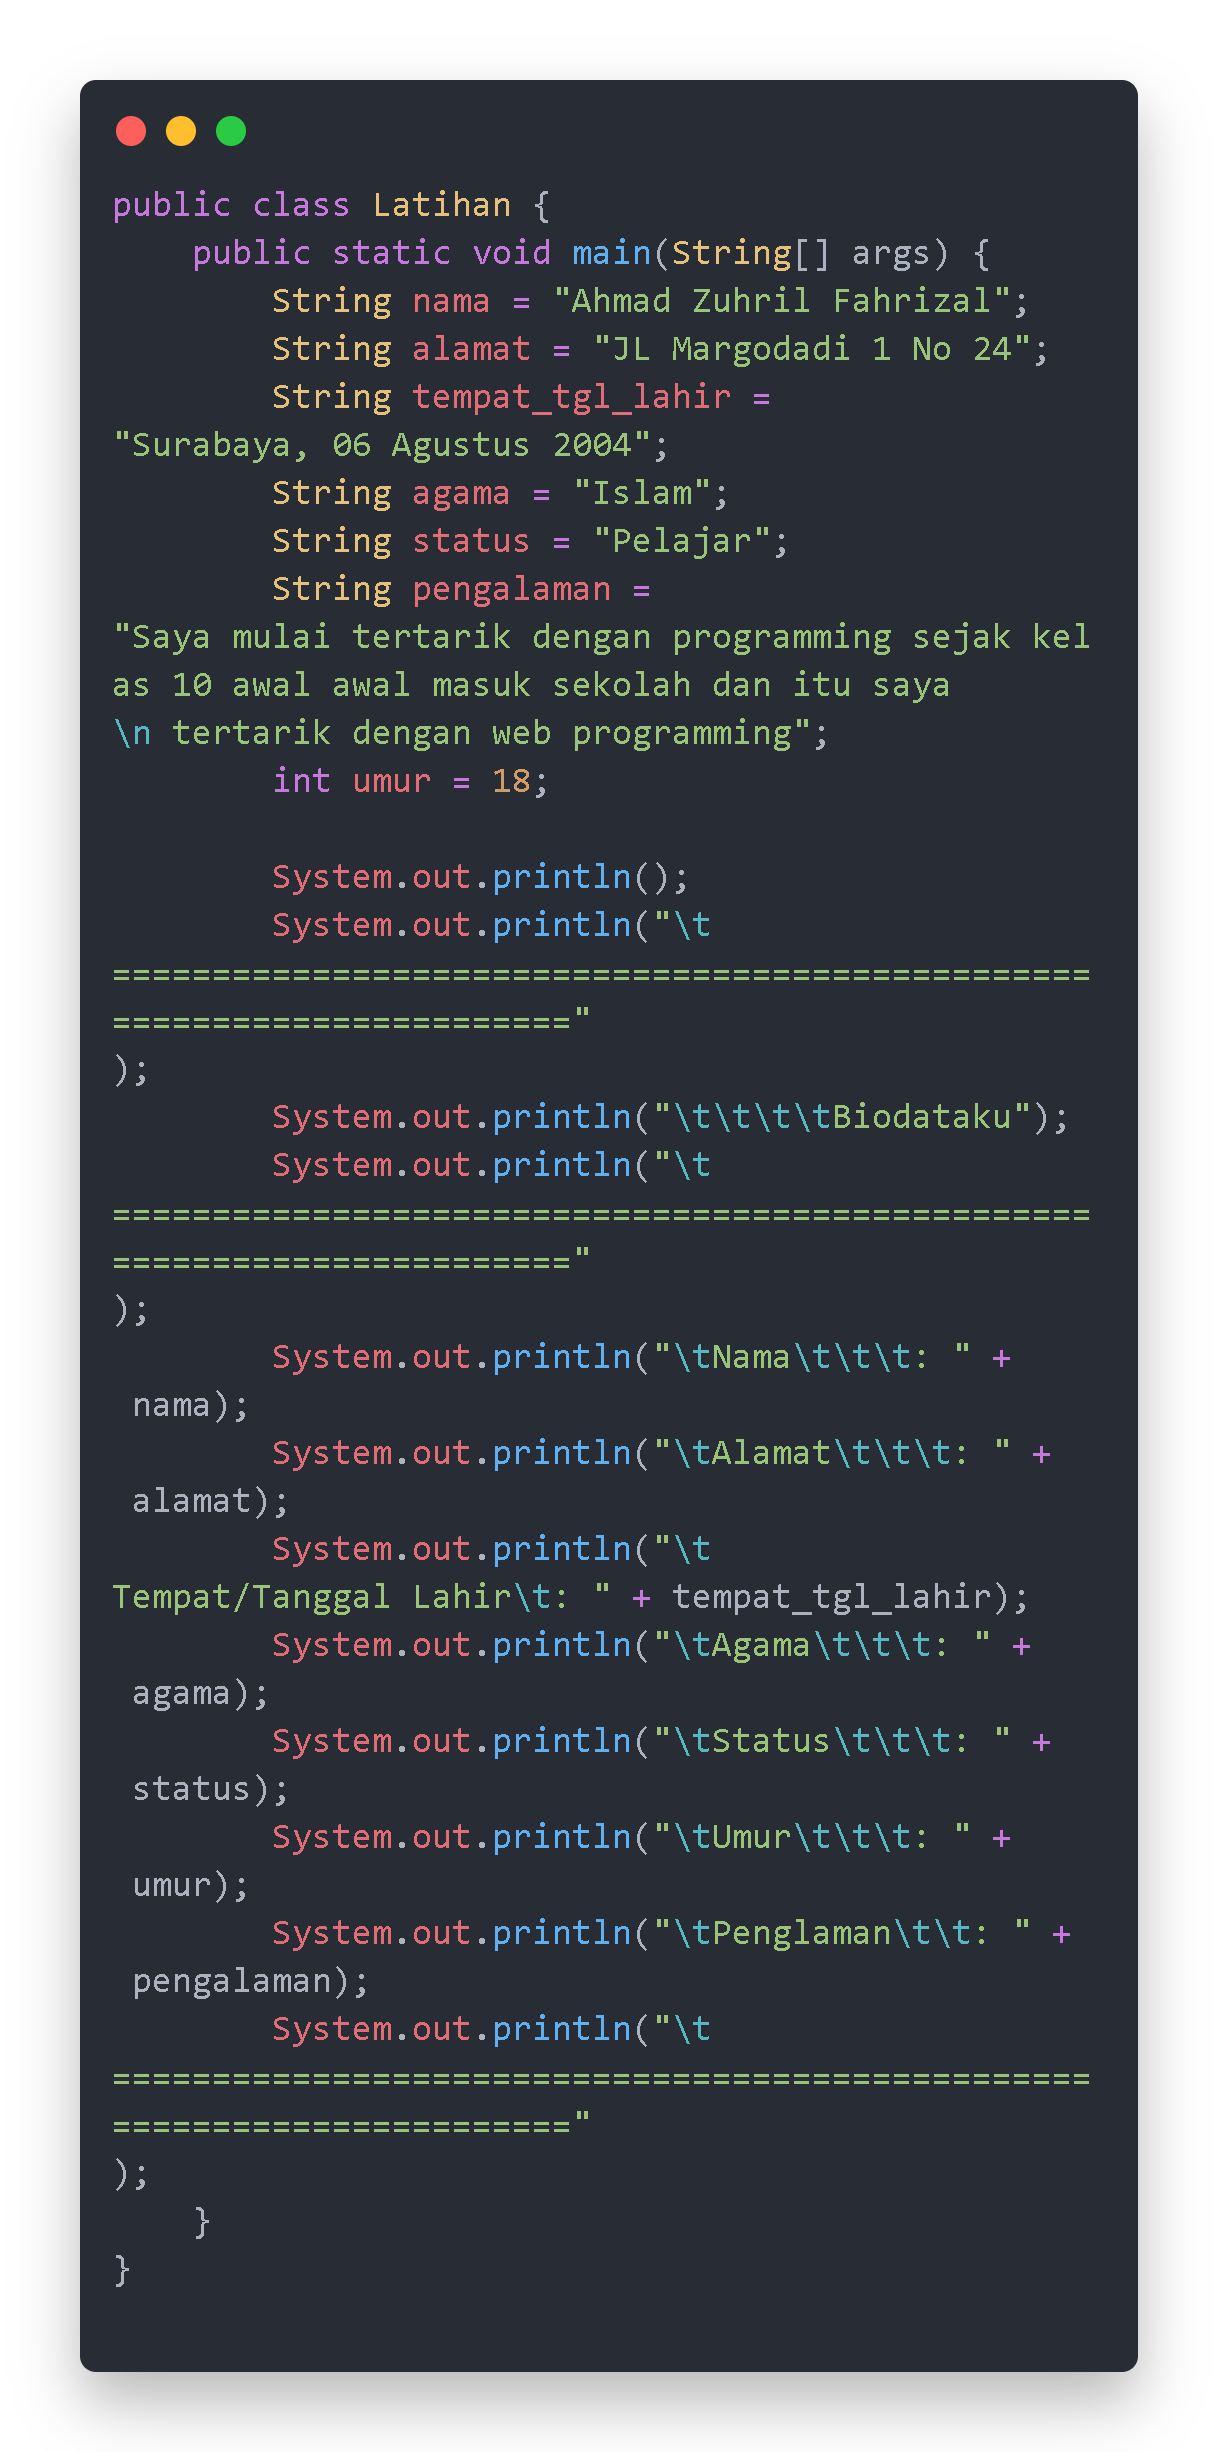 public class Latihan {
    public static void main(String[] args) {
        String nama = "Ahmad Zuhril Fahrizal";
        String alamat = "JL Margodadi 1 No 24";
        String tempat_tgl_lahir =
"Surabaya, 06 Agustus 2004";
        String agama = "Islam";
        String status = "Pelajar";
        String pengalaman =
"Saya mulai tertarik dengan programming sejak kel
as 10 awal awal masuk sekolah dan itu saya
\n tertarik dengan web programming";
        int umur = 18;

        System.out.println();
        System.out.println("\t
=================================================
======================="
);
        System.out.println("\t\t\t\tBiodataku");
        System.out.println("\t
=================================================
======================="
);
        System.out.println("\tNama\t\t\t: " +
 nama);
        System.out.println("\tAlamat\t\t\t: " +
 alamat);
        System.out.println("\t
Tempat/Tanggal Lahir\t: " + tempat_tgl_lahir);
        System.out.println("\tAgama\t\t\t: " +
 agama);
        System.out.println("\tStatus\t\t\t: " +
 status);
        System.out.println("\tUmur\t\t\t: " +
 umur);
        System.out.println("\tPenglaman\t\t: " +
 pengalaman);
        System.out.println("\t
=================================================
======================="
);
    }
}